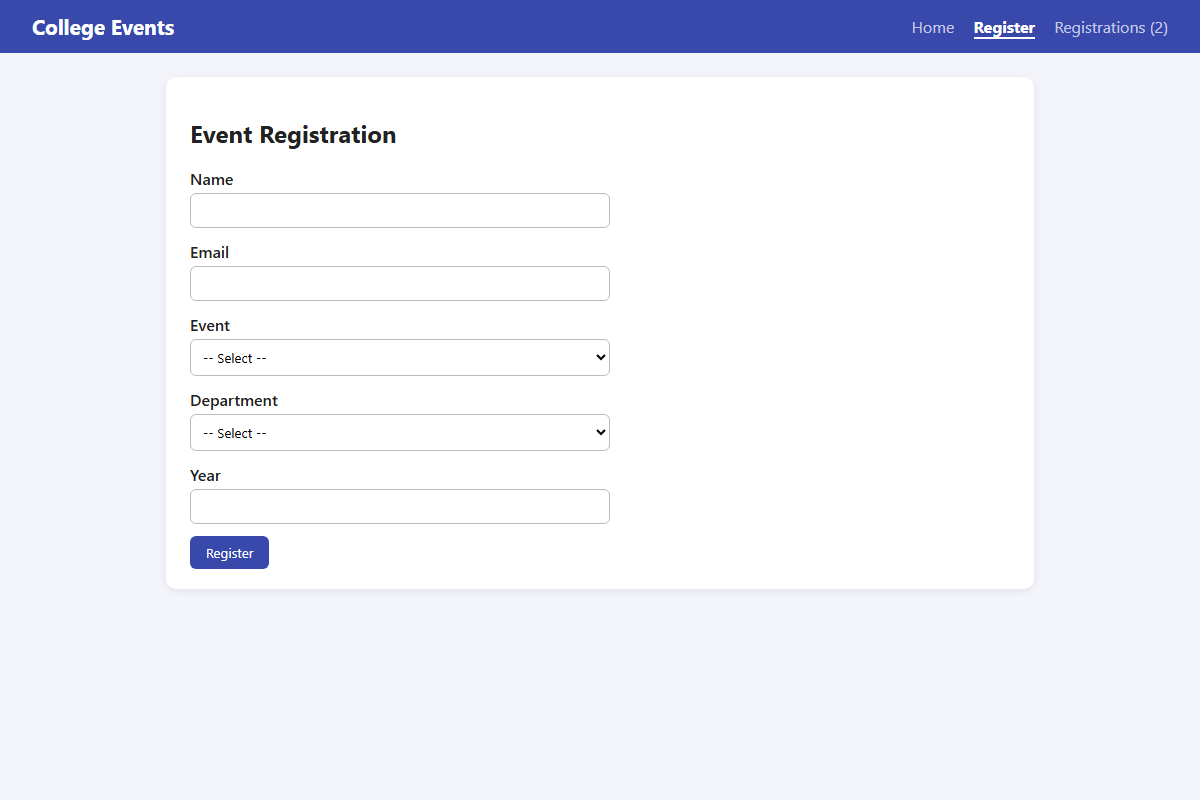 College Events
Home Register Registrations (2)
Event Registration
Name
Email
Event
-- Select --
Department
-- Select --
Year
Register